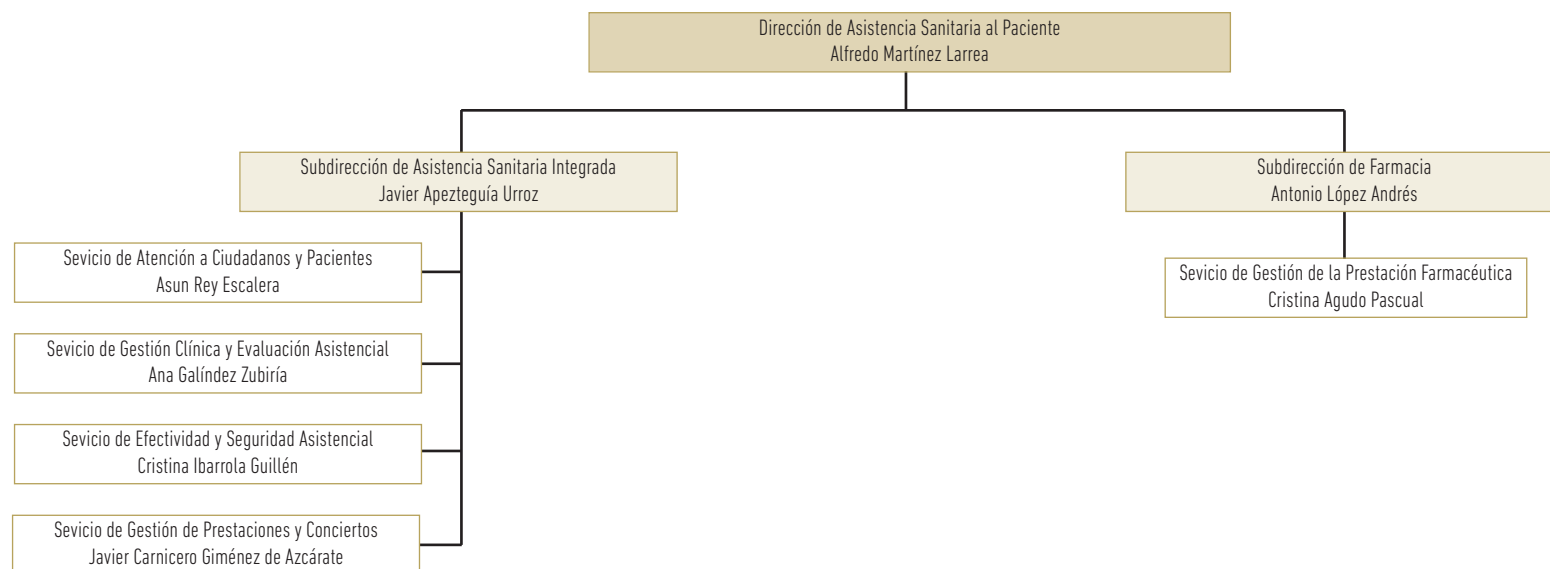 Dirección de Asistencia Sanitaria al Paciente
Alfredo Martínez Larrea
Subdirección de Asistencia Sanitaria Integrada
Javier Apezteguía Urroz
Subdirección de Farmacia
Antonio López Andrés
Sevicio de Atención a Ciudadanos y Pacientes
Asun Rey Escalera
Sevicio de Gestión Clínica y Evaluación Asistencial
Ana Galíndez Zubiría
Sevicio de Efectividad y Seguridad Asistencial
Cristina Ibarrola Guillén
Sevicio de Gestión de Prestaciones y Conciertos
Javier Carnicero Giménez de Azcárate
Sevicio de Gestión de la Prestación Farmacéutica
Cristina Agudo Pascual